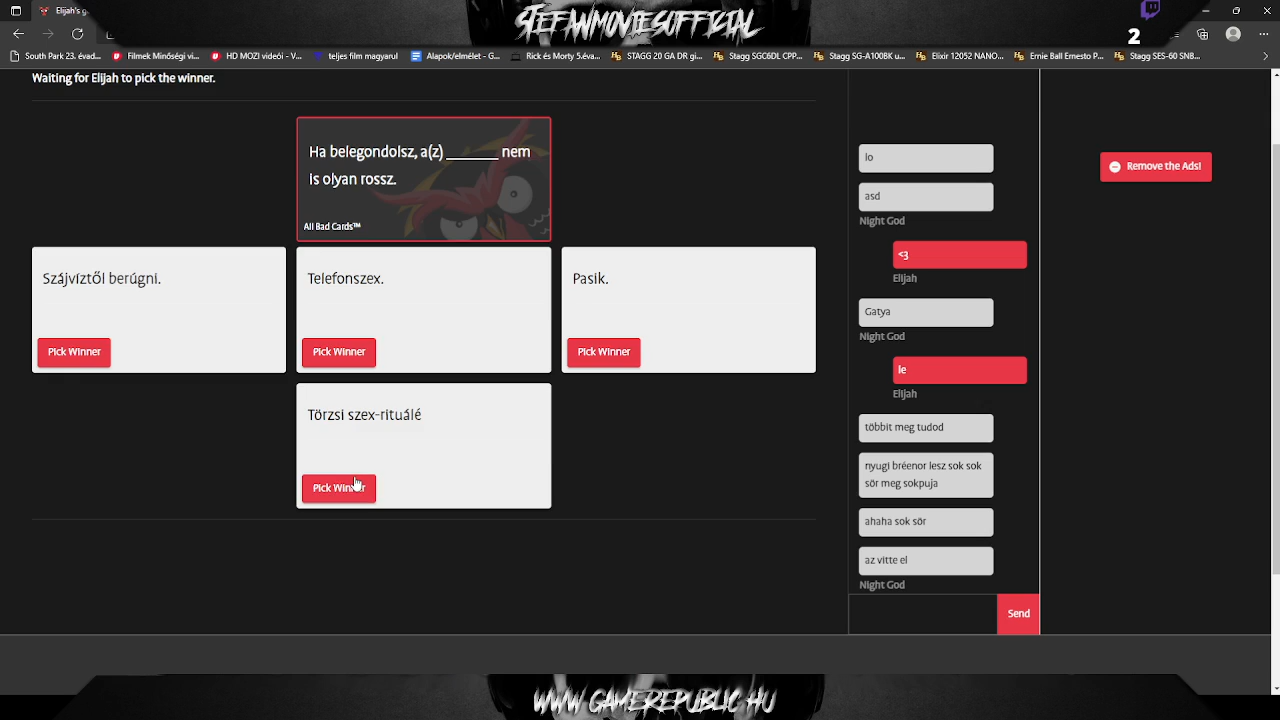 STEFANMOVIESOFFICIAL
2
Elijah's g
South Park 23. évad...
Filmek Minőségi vi...
HD MOZI videói - V...
teljes film magyarul
Alapok/elmélet - G...
Rick és Morty 5.éva...
STAGG 20 GA DR gi...
Stagg SGC6DL CPP...
Stagg SG-A100BK u...
Elixir 12052 NANO...
Ernie Ball Ernesto P...
Stagg SES-60 SNB...
Waiting for Elijah to pick the winner.
Ha belegondolsz, a(z) ______ nem
is olyan rossz.
All Bad Cards™
Szájvíztől berúgni.
Pick Winner
Telefonszex.
Pick Winner
Pasik.
Pick Winner
Törzsi szex-rituálé
Pick Winner
lo
asd
Night God
<3
Elijah
Gatya
Night God
le
Elijah
többit meg tudod
nyugi bréenor lesz sok sok
sör meg sokpuja
ahaha sok sör
az vitte el
Night God
Send
Remove the Ads!
WWW.GAMEREPUBLIC.HU